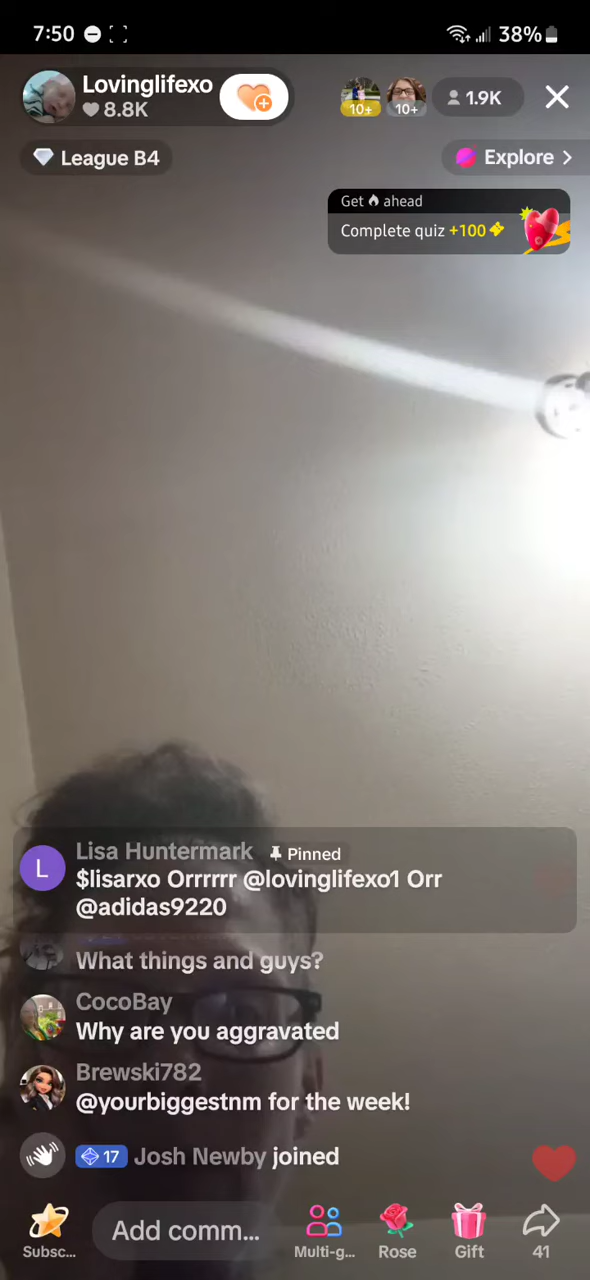 7:50
38%
Lovinglifexo
8.8K
10+
10+
1.9K
League B4
Explore >
Get ahead
Complete quiz +100
L
Lisa Huntermark Pinned
$lisarxo Orrrrrr @lovinglifexo1 Orr
@adidas9220
What things and guys?
CocoBay
Why are you aggravated
Brewski782
@yourbiggestnm for the week!
17 Josh Newby joined
Add comm...
Subsc...
Multi-g...
Rose
Gift
41